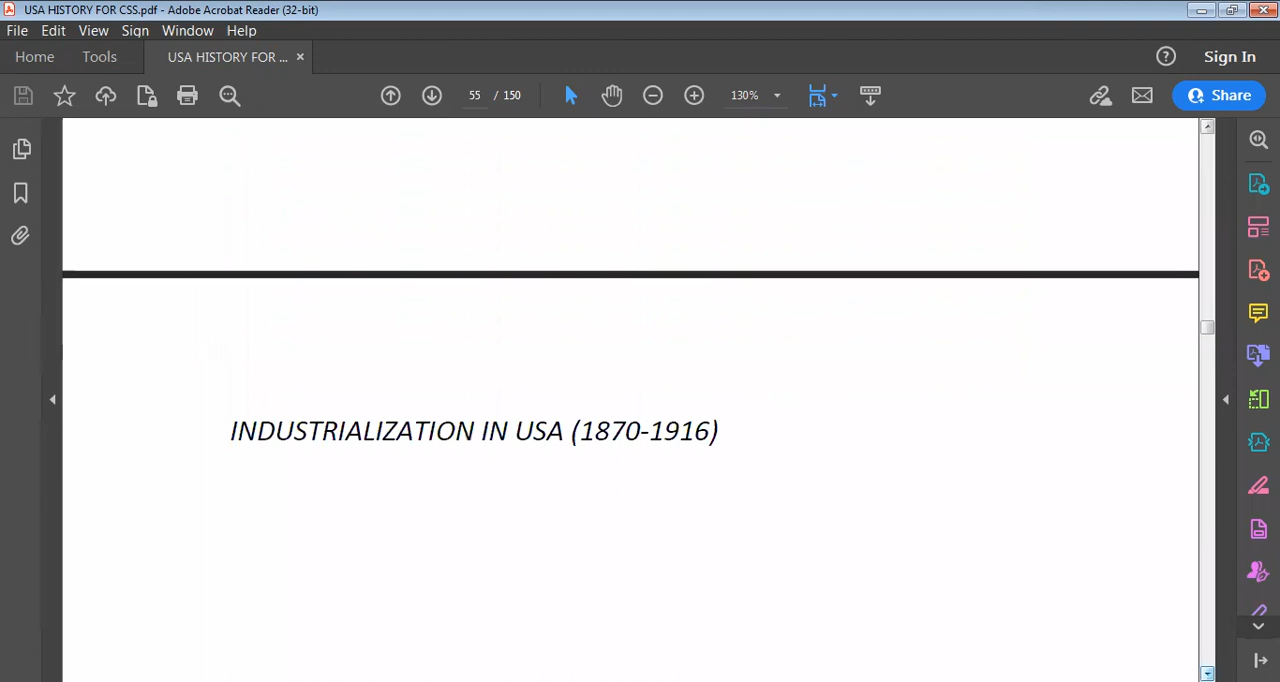 USA HISTORY FOR CSS.pdf - Adobe Acrobat Reader (32-bit)
File Edit View Sign Window Help
Home Tools USA HISTORY FOR ... × Sign In
55 / 150 130% Share
INDUSTRIALIZATION IN USA (1870-1916)